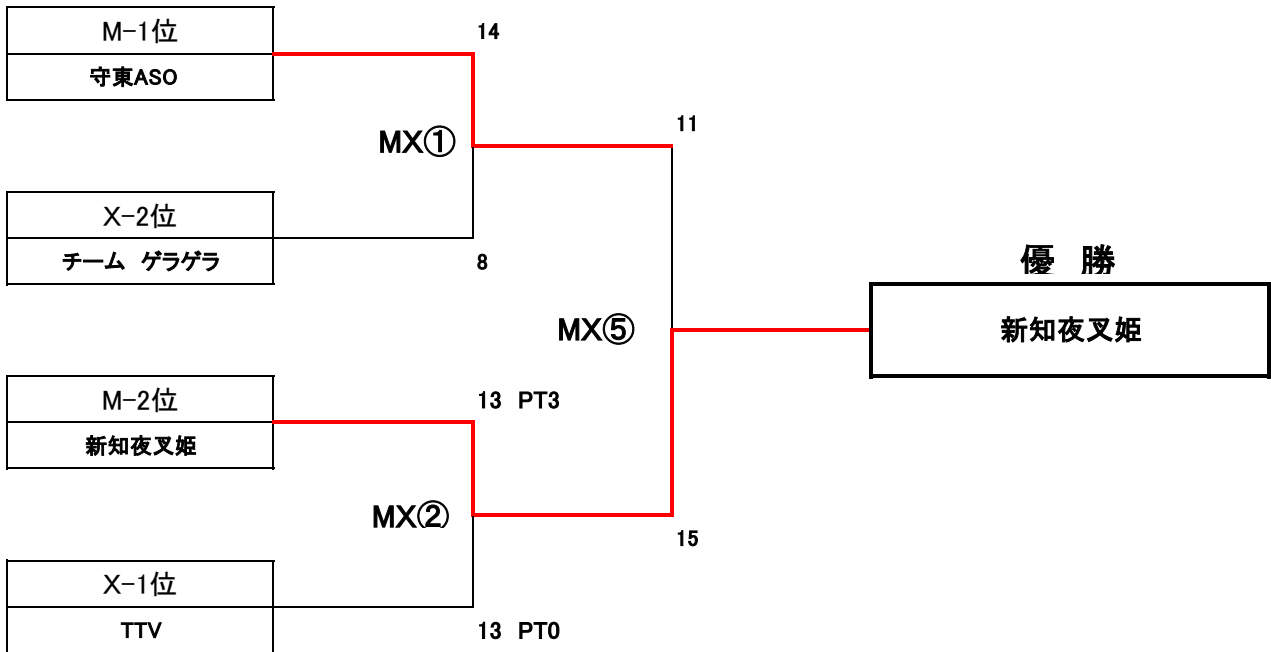 M-1位
14
守東ASO
11
MX①
X-2位
チーム　ゲラゲラ
8
優　勝
新知夜叉姫
MX⑤
M-2位
13　PT3
新知夜叉姫
MX②
15
X-1位
TTV
13　PT0